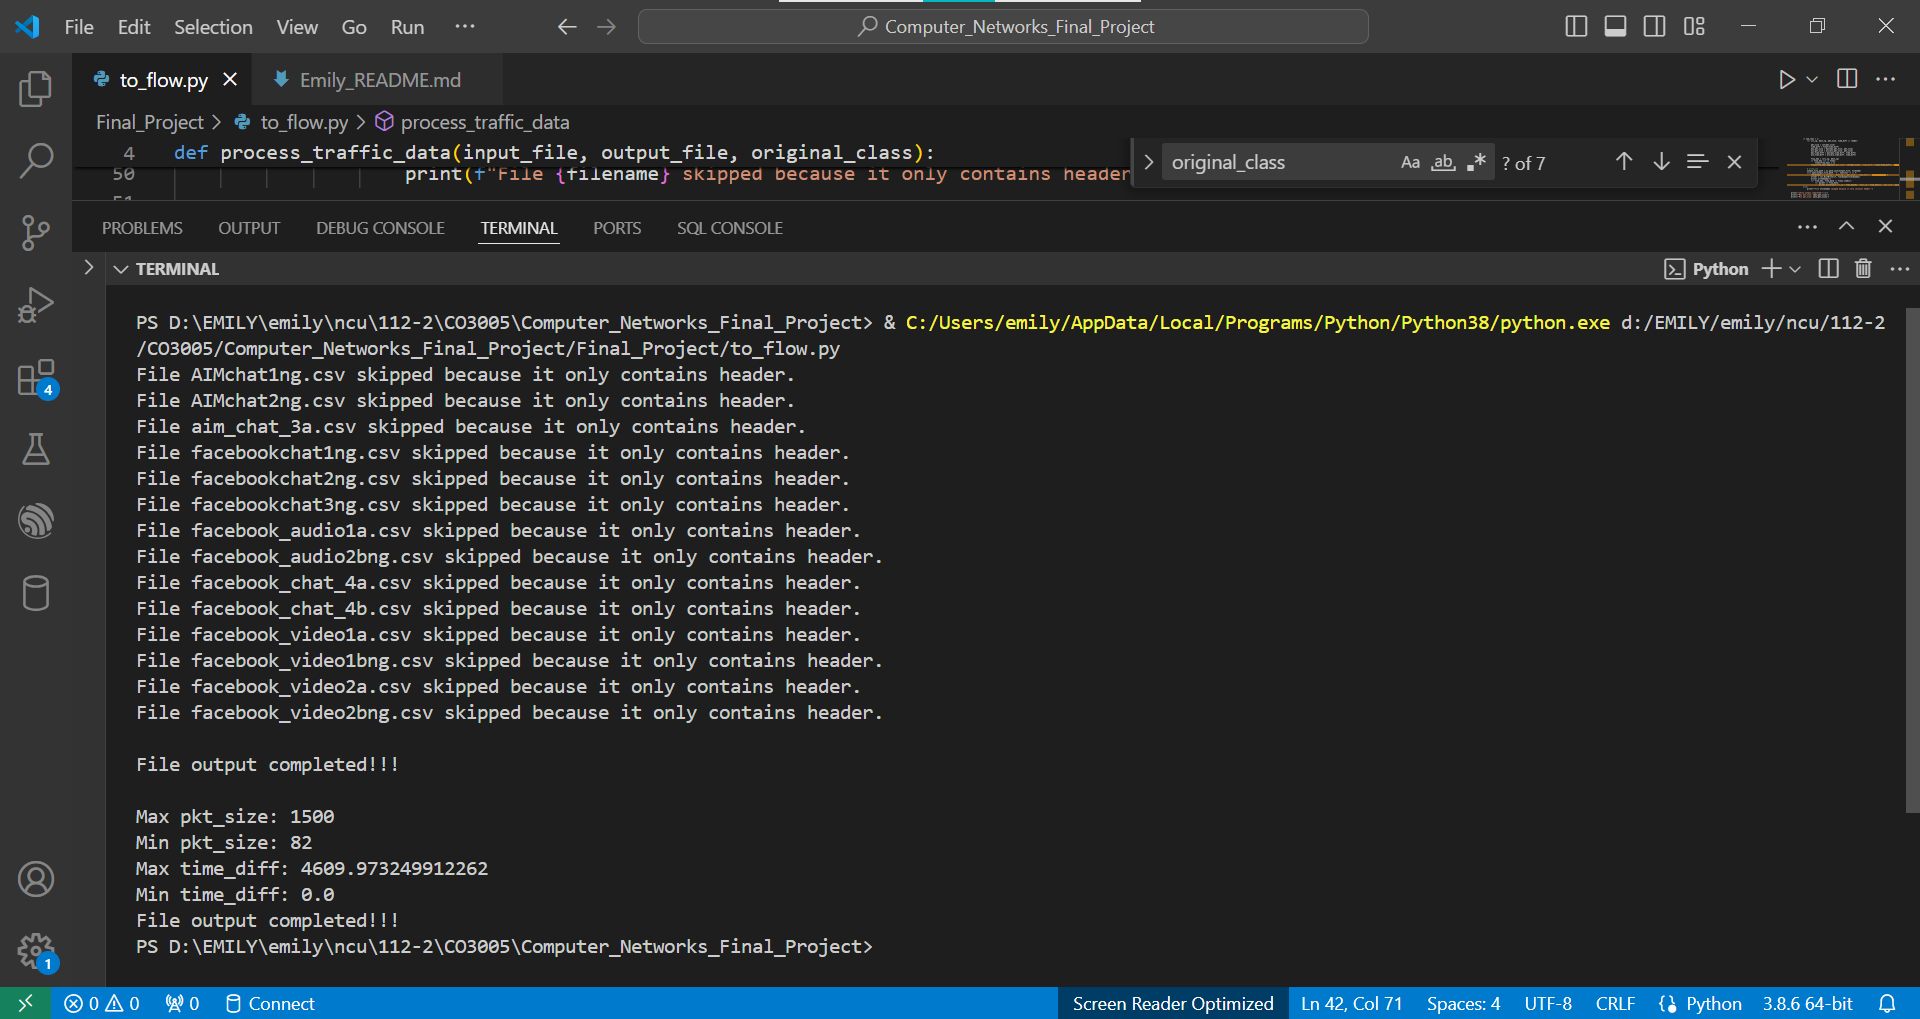 File Edit Selection View Go Run ··· Computer_Networks_Final_Project
to_flow.py Emily_README.md
Final_Project > to_flow.py > process_traffic_data
4 def process_traffic_data(input_file, output_file, original_class):
50 print(f"File {filename} skipped because it only contains header
original_class Aa ab .* ? of 7
PROBLEMS OUTPUT DEBUG CONSOLE TERMINAL PORTS SQL CONSOLE
TERMINAL Python
PS D:\EMILY\emily\ncu\112-2\CO3005\Computer_Networks_Final_Project> & C:/Users/emily/AppData/Local/Programs/Python/Python38/python.exe d:/EMILY/emily/ncu/112-2
/CO3005/Computer_Networks_Final_Project/Final_Project/to_flow.py
File AIMchat1ng.csv skipped because it only contains header.
File AIMchat2ng.csv skipped because it only contains header.
File aim_chat_3a.csv skipped because it only contains header.
File facebookchat1ng.csv skipped because it only contains header.
File facebookchat2ng.csv skipped because it only contains header.
File facebookchat3ng.csv skipped because it only contains header.
File facebook_audio1a.csv skipped because it only contains header.
File facebook_audio2bng.csv skipped because it only contains header.
File facebook_chat_4a.csv skipped because it only contains header.
File facebook_chat_4b.csv skipped because it only contains header.
File facebook_video1a.csv skipped because it only contains header.
File facebook_video1bng.csv skipped because it only contains header.
File facebook_video2a.csv skipped because it only contains header.
File facebook_video2bng.csv skipped because it only contains header.
File output completed!!!
Max pkt_size: 1500
Min pkt_size: 82
Max time_diff: 4609.973249912262
Min time_diff: 0.0
File output completed!!!
PS D:\EMILY\emily\ncu\112-2\CO3005\Computer_Networks_Final_Project>
4
1
0 0 0 Connect Screen Reader Optimized Ln 42, Col 71 Spaces: 4 UTF-8 CRLF Python 3.8.6 64-bit